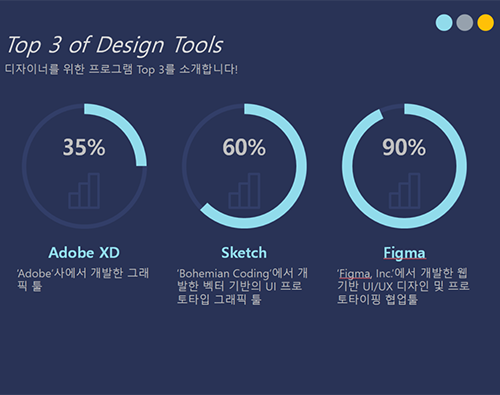 Top 3 of Design Tools
디자이너를 위한 프로그램 Top 3를 소개합니다!
35%
60%
90%
Adobe XD
'Adobe'사에서 개발한 그래
픽 툴
Sketch
'Bohemian Coding'에서 개
발한 벡터 기반의 UI 프로
토타입 그래픽 툴
Figma
'Figma, Inc.'에서 개발한 웹
기반 UI/UX 디자인 및 프로
토타이핑 협업툴